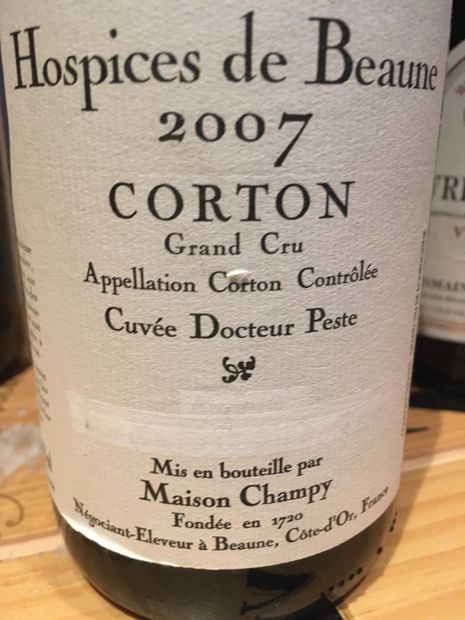 Hospices de Beaune
2007
CORTON
Grand Cru
Appellation Corton Contrôlée
Cuvée Docteur Peste
Mis en bouteille par
Maison Champy
Fondée en 1720
Négociant-Eleveur à Beaune, Côte-d'Or, France